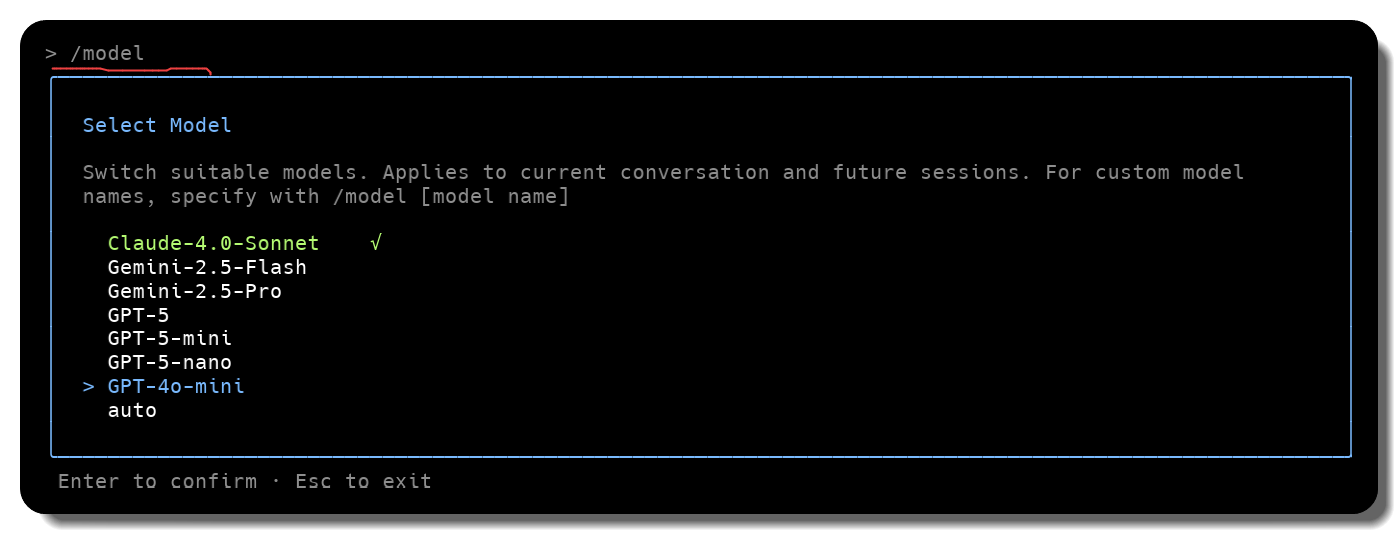 > /model
Select Model
Switch suitable models. Applies to current conversation and future sessions. For custom model
names, specify with /model [model name]
Claude-4.0-Sonnet √
Gemini-2.5-Flash
Gemini-2.5-Pro
GPT-5
GPT-5-mini
GPT-5-nano
> GPT-4o-mini
auto
Enter to confirm · Esc to exit